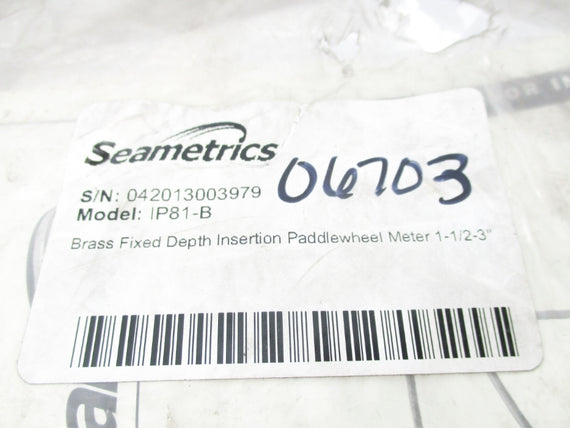 Seametrics
S/N: 042013003979
06703
Model: IP81-B
Brass Fixed Depth Insertion Paddlewheel Meter 1-1/2-3"